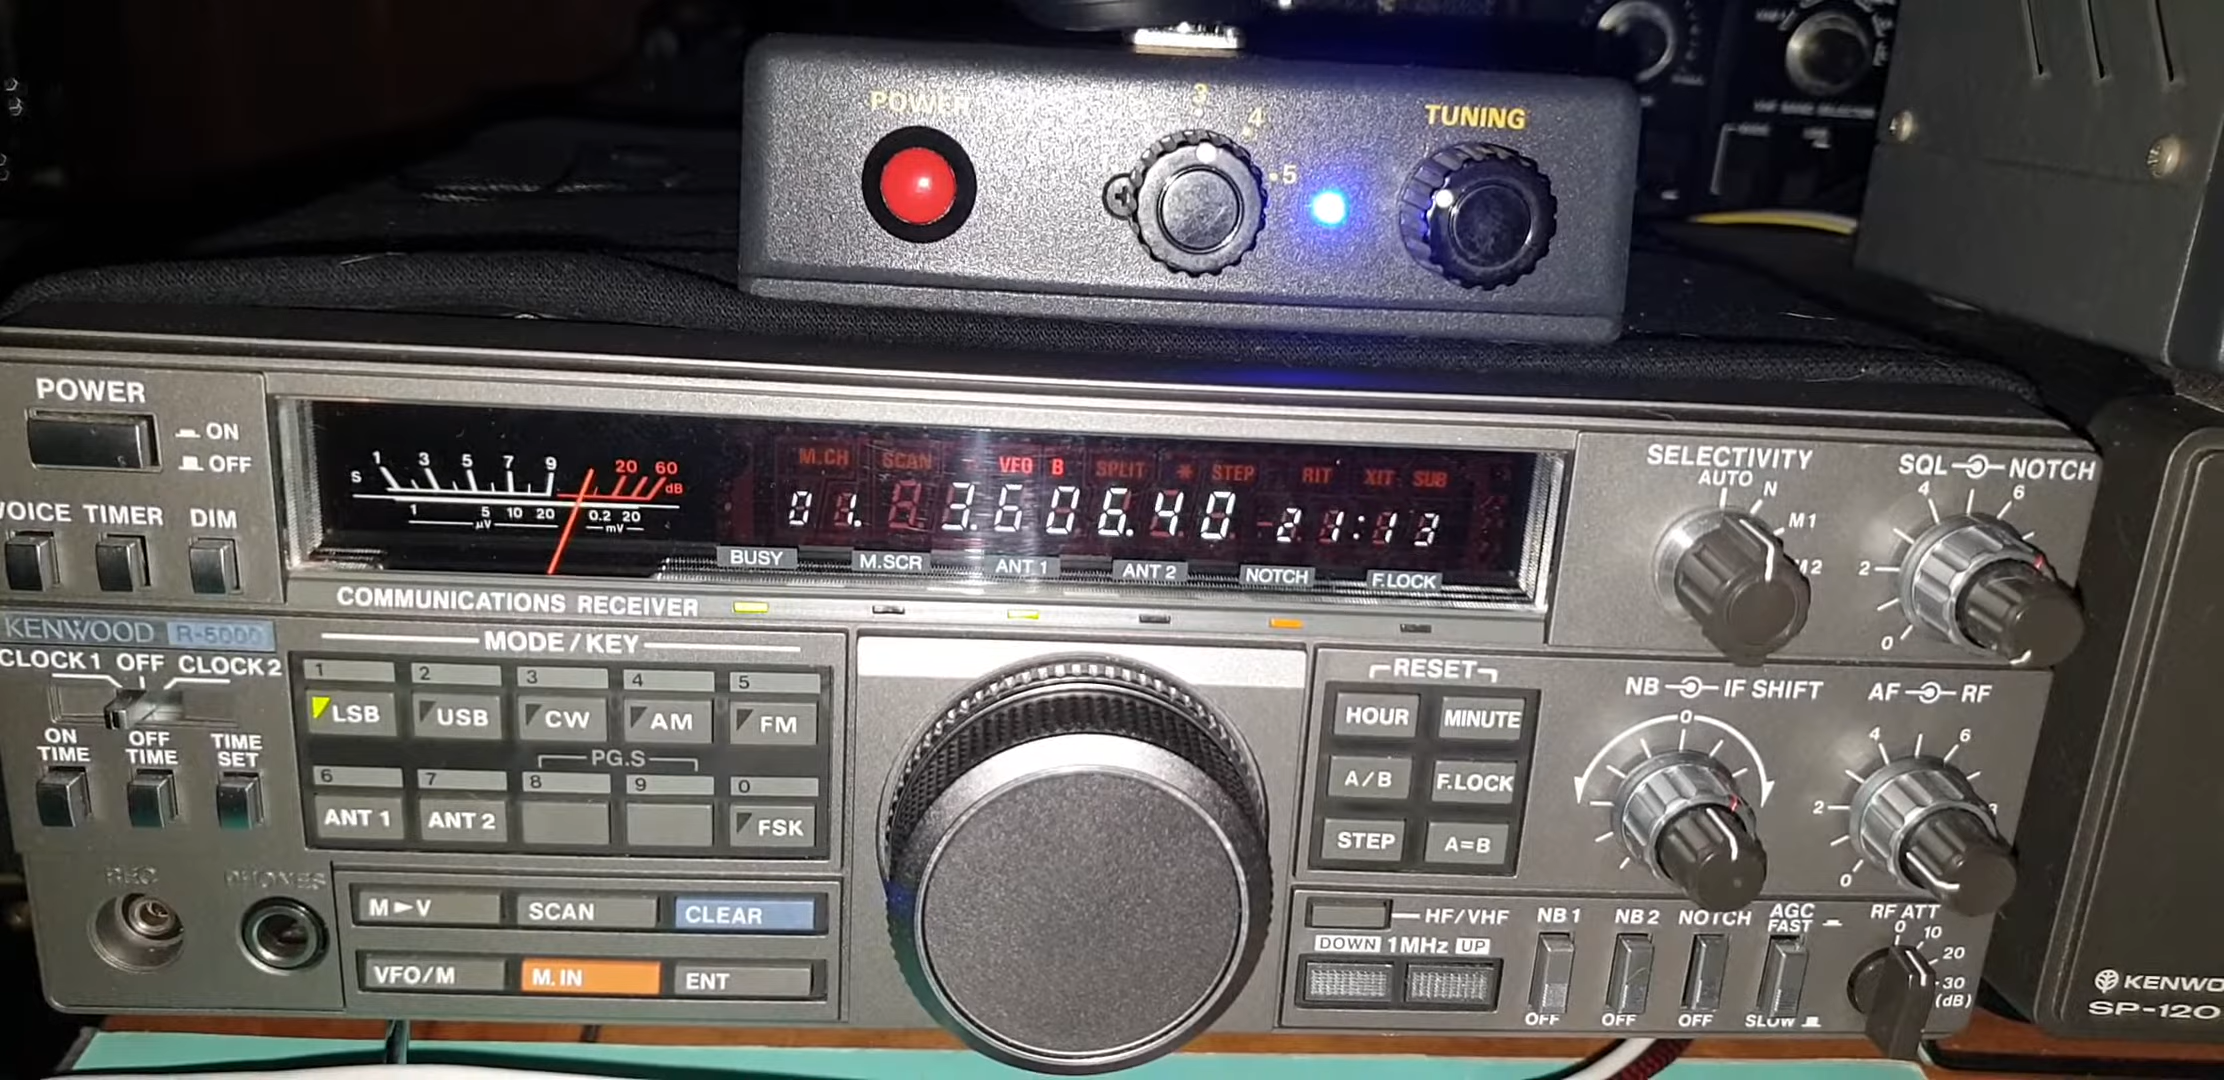 POWER
3
4
5
TUNING
POWER
ON
OFF
VOICE TIMER DIM
S 1 3 5 7 9 20 60 dB
1 5 10 20 0.2 20
μV mV
M.CH SCAN VFO B SPLIT * STEP RIT XIT SUB
01. 3.606.40 -21:13
BUSY M.SCR ANT 1 ANT 2 NOTCH F.LOCK
COMMUNICATIONS RECEIVER
KENWOOD R-5000
CLOCK 1 OFF CLOCK 2
ON TIME
OFF TIME
TIME SET
REC PHONES
MODE / KEY
1 2 3 4 5
LSB USB CW AM FM
PG.S
6 7 8 9 0
ANT 1 ANT 2 FSK
M►V SCAN CLEAR
VFO/M M.IN ENT
RESET
HOUR MINUTE
A/B F.LOCK
STEP A=B
HF/VHF
DOWN 1MHz UP
SELECTIVITY
AUTO N M1 M2
SQL NOTCH
0 2 4 6
NB IF SHIFT
0
AF RF
0 2 4 6
NB 1 NB 2 NOTCH AGC FAST
OFF OFF OFF SLOW
RF ATT
0 10 20 30
(dB)
KENWO
SP-120